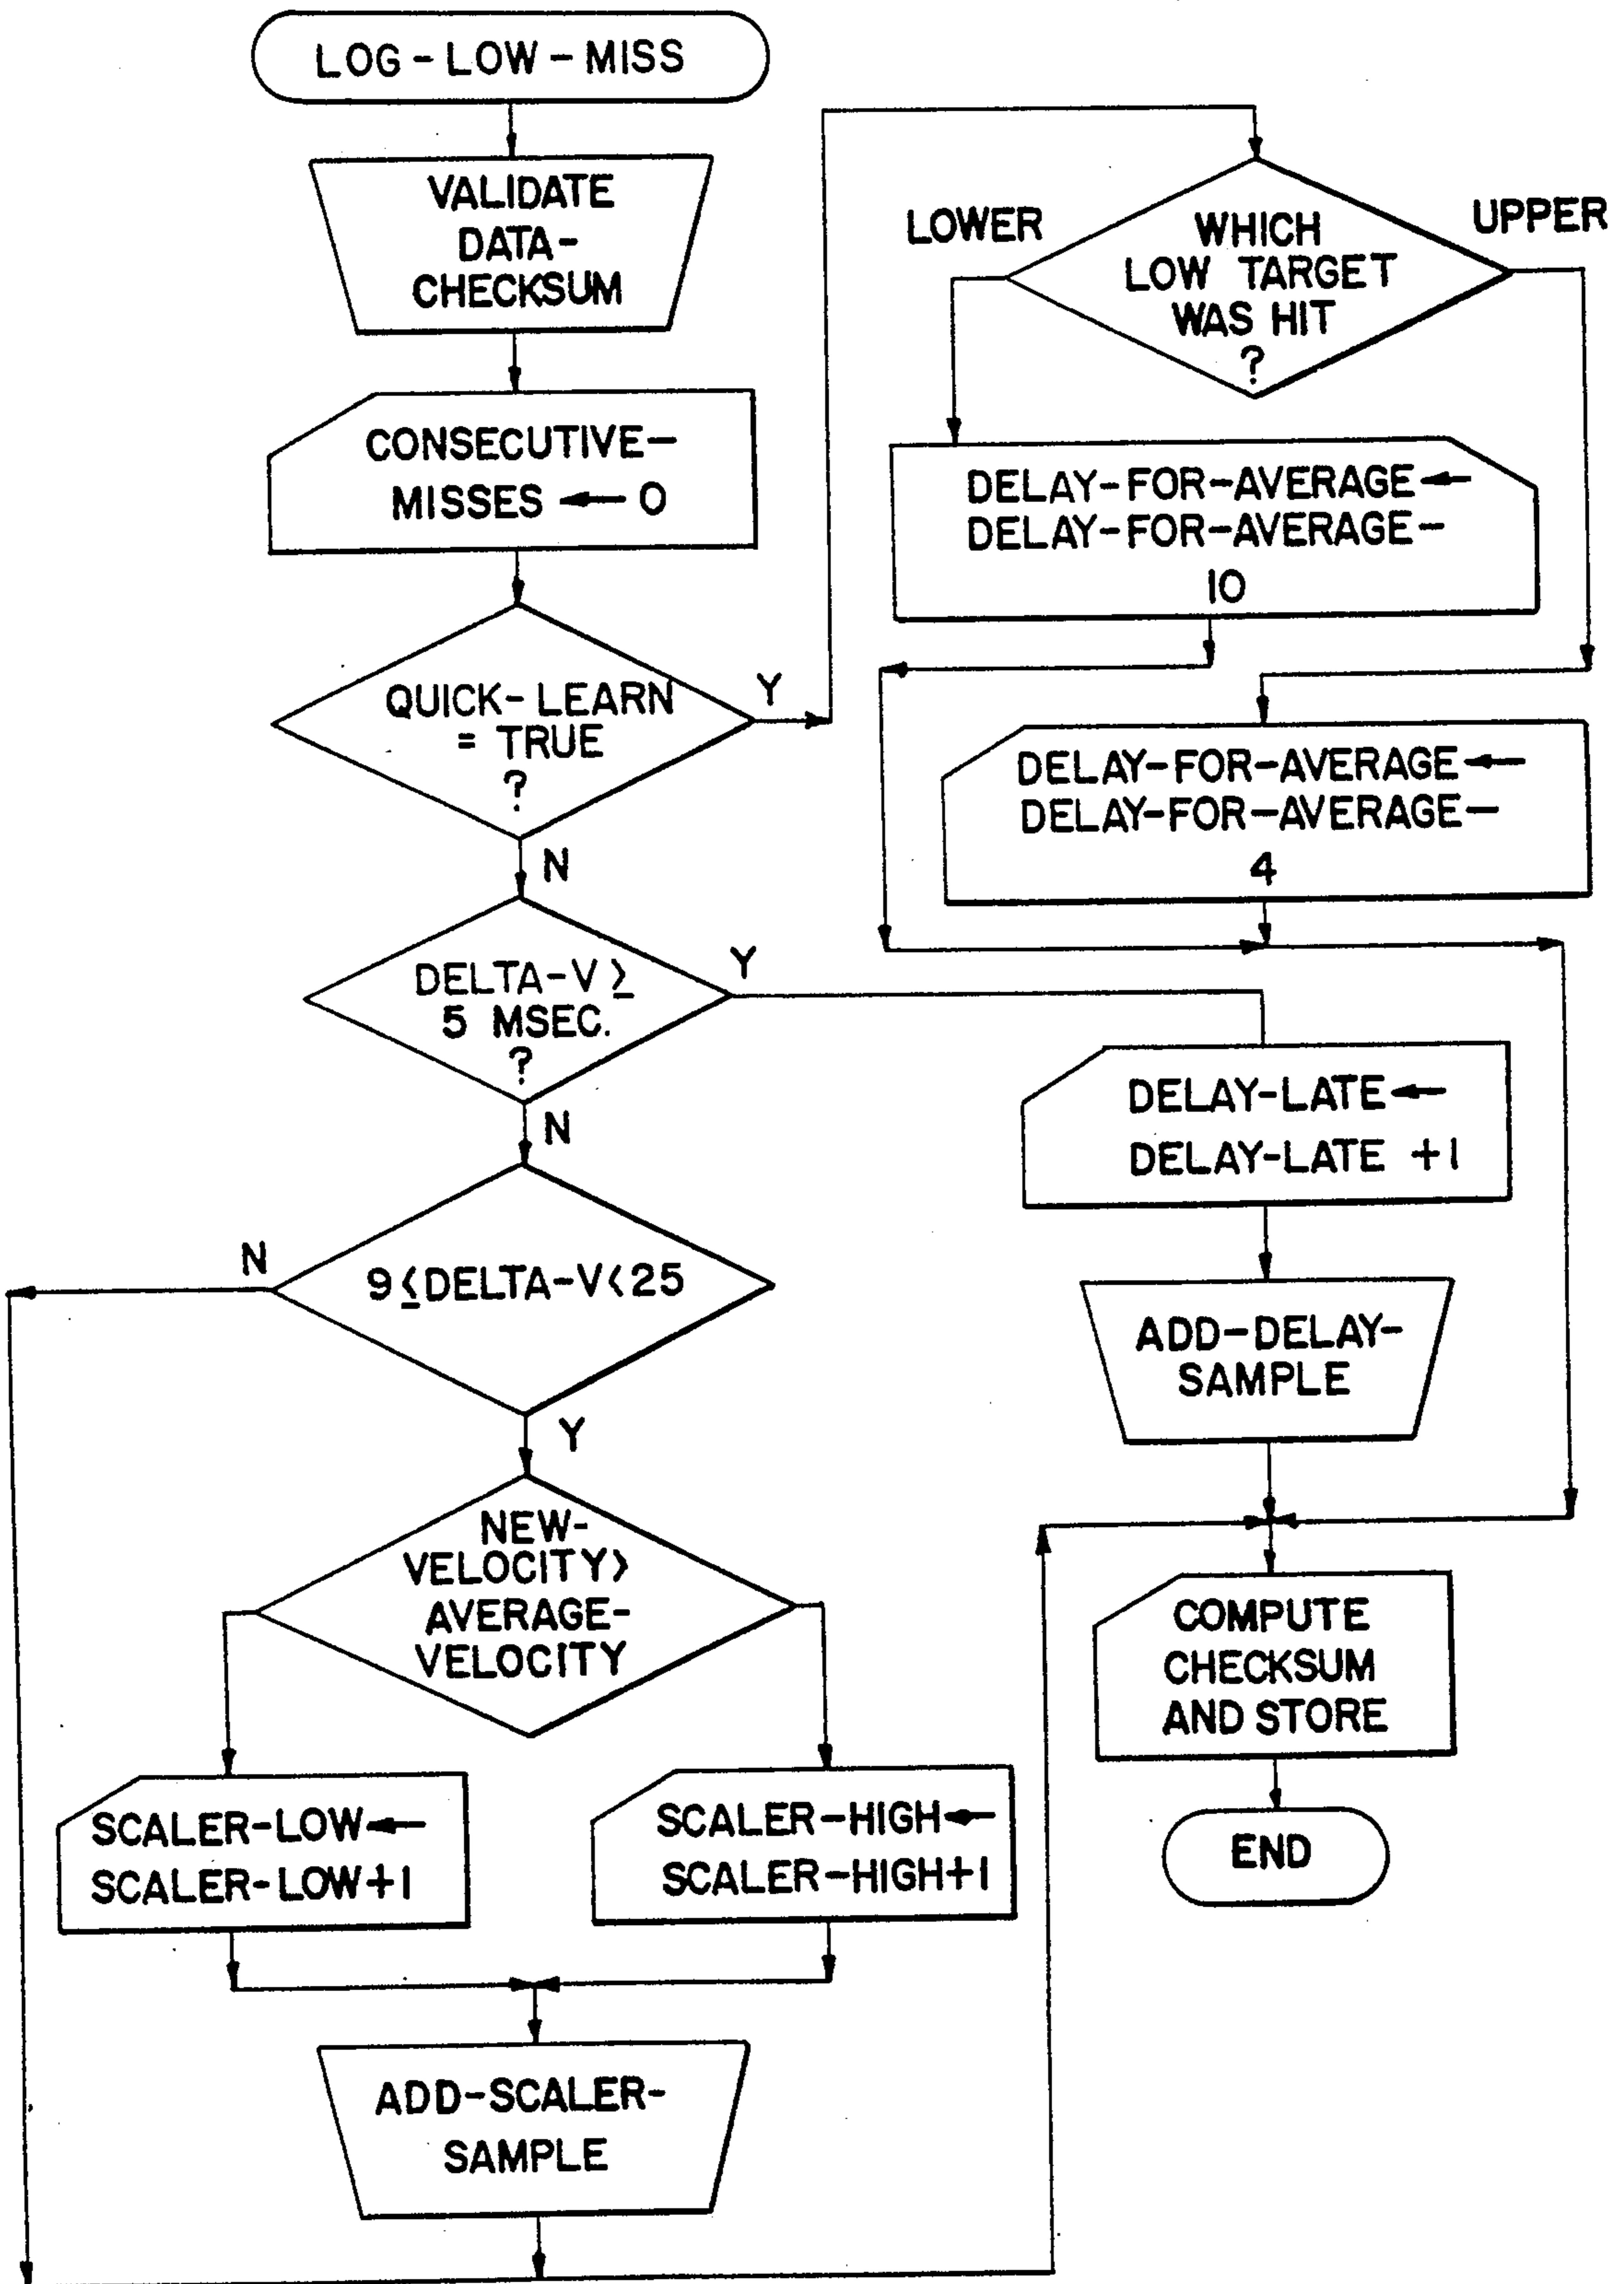 LOG-LOW-MISS
VALIDATE
DATA-
CHECKSUM
CONSECUTIVE-
MISSES ← 0
QUICK-LEARN
= TRUE
?
Y
N
DELTA-V ≥
5 MSEC.
?
Y
N
9 ≤ DELTA-V < 25
N
Y
NEW-
VELOCITY >
AVERAGE-
VELOCITY
SCALER-LOW ←
SCALER-LOW+1
SCALER-HIGH ←
SCALER-HIGH+1
ADD-SCALER-
SAMPLE
WHICH
LOW TARGET
WAS HIT
?
LOWER
UPPER
DELAY-FOR-AVERAGE ←
DELAY-FOR-AVERAGE-
10
DELAY-FOR-AVERAGE ←
DELAY-FOR-AVERAGE-
4
DELAY-LATE ←
DELAY-LATE +1
ADD-DELAY-
SAMPLE
COMPUTE
CHECKSUM
AND STORE
END